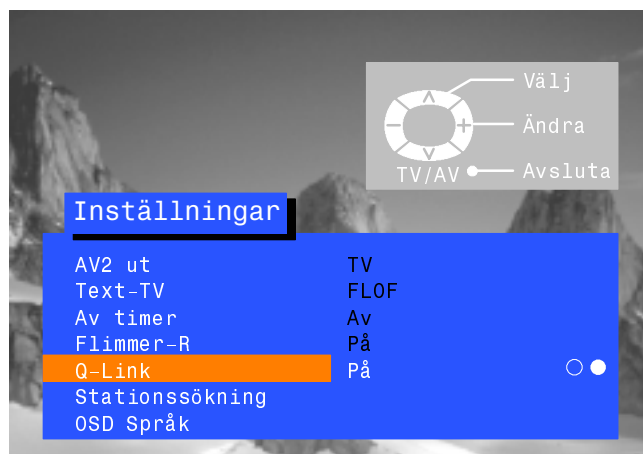 Välj
Ändra
TV/AV Avsluta
Inställningar
AV2 ut TV
Text-TV FLOF
Av timer Av
Flimmer-R På
Q-Link På
Stationssökning
OSD Språk